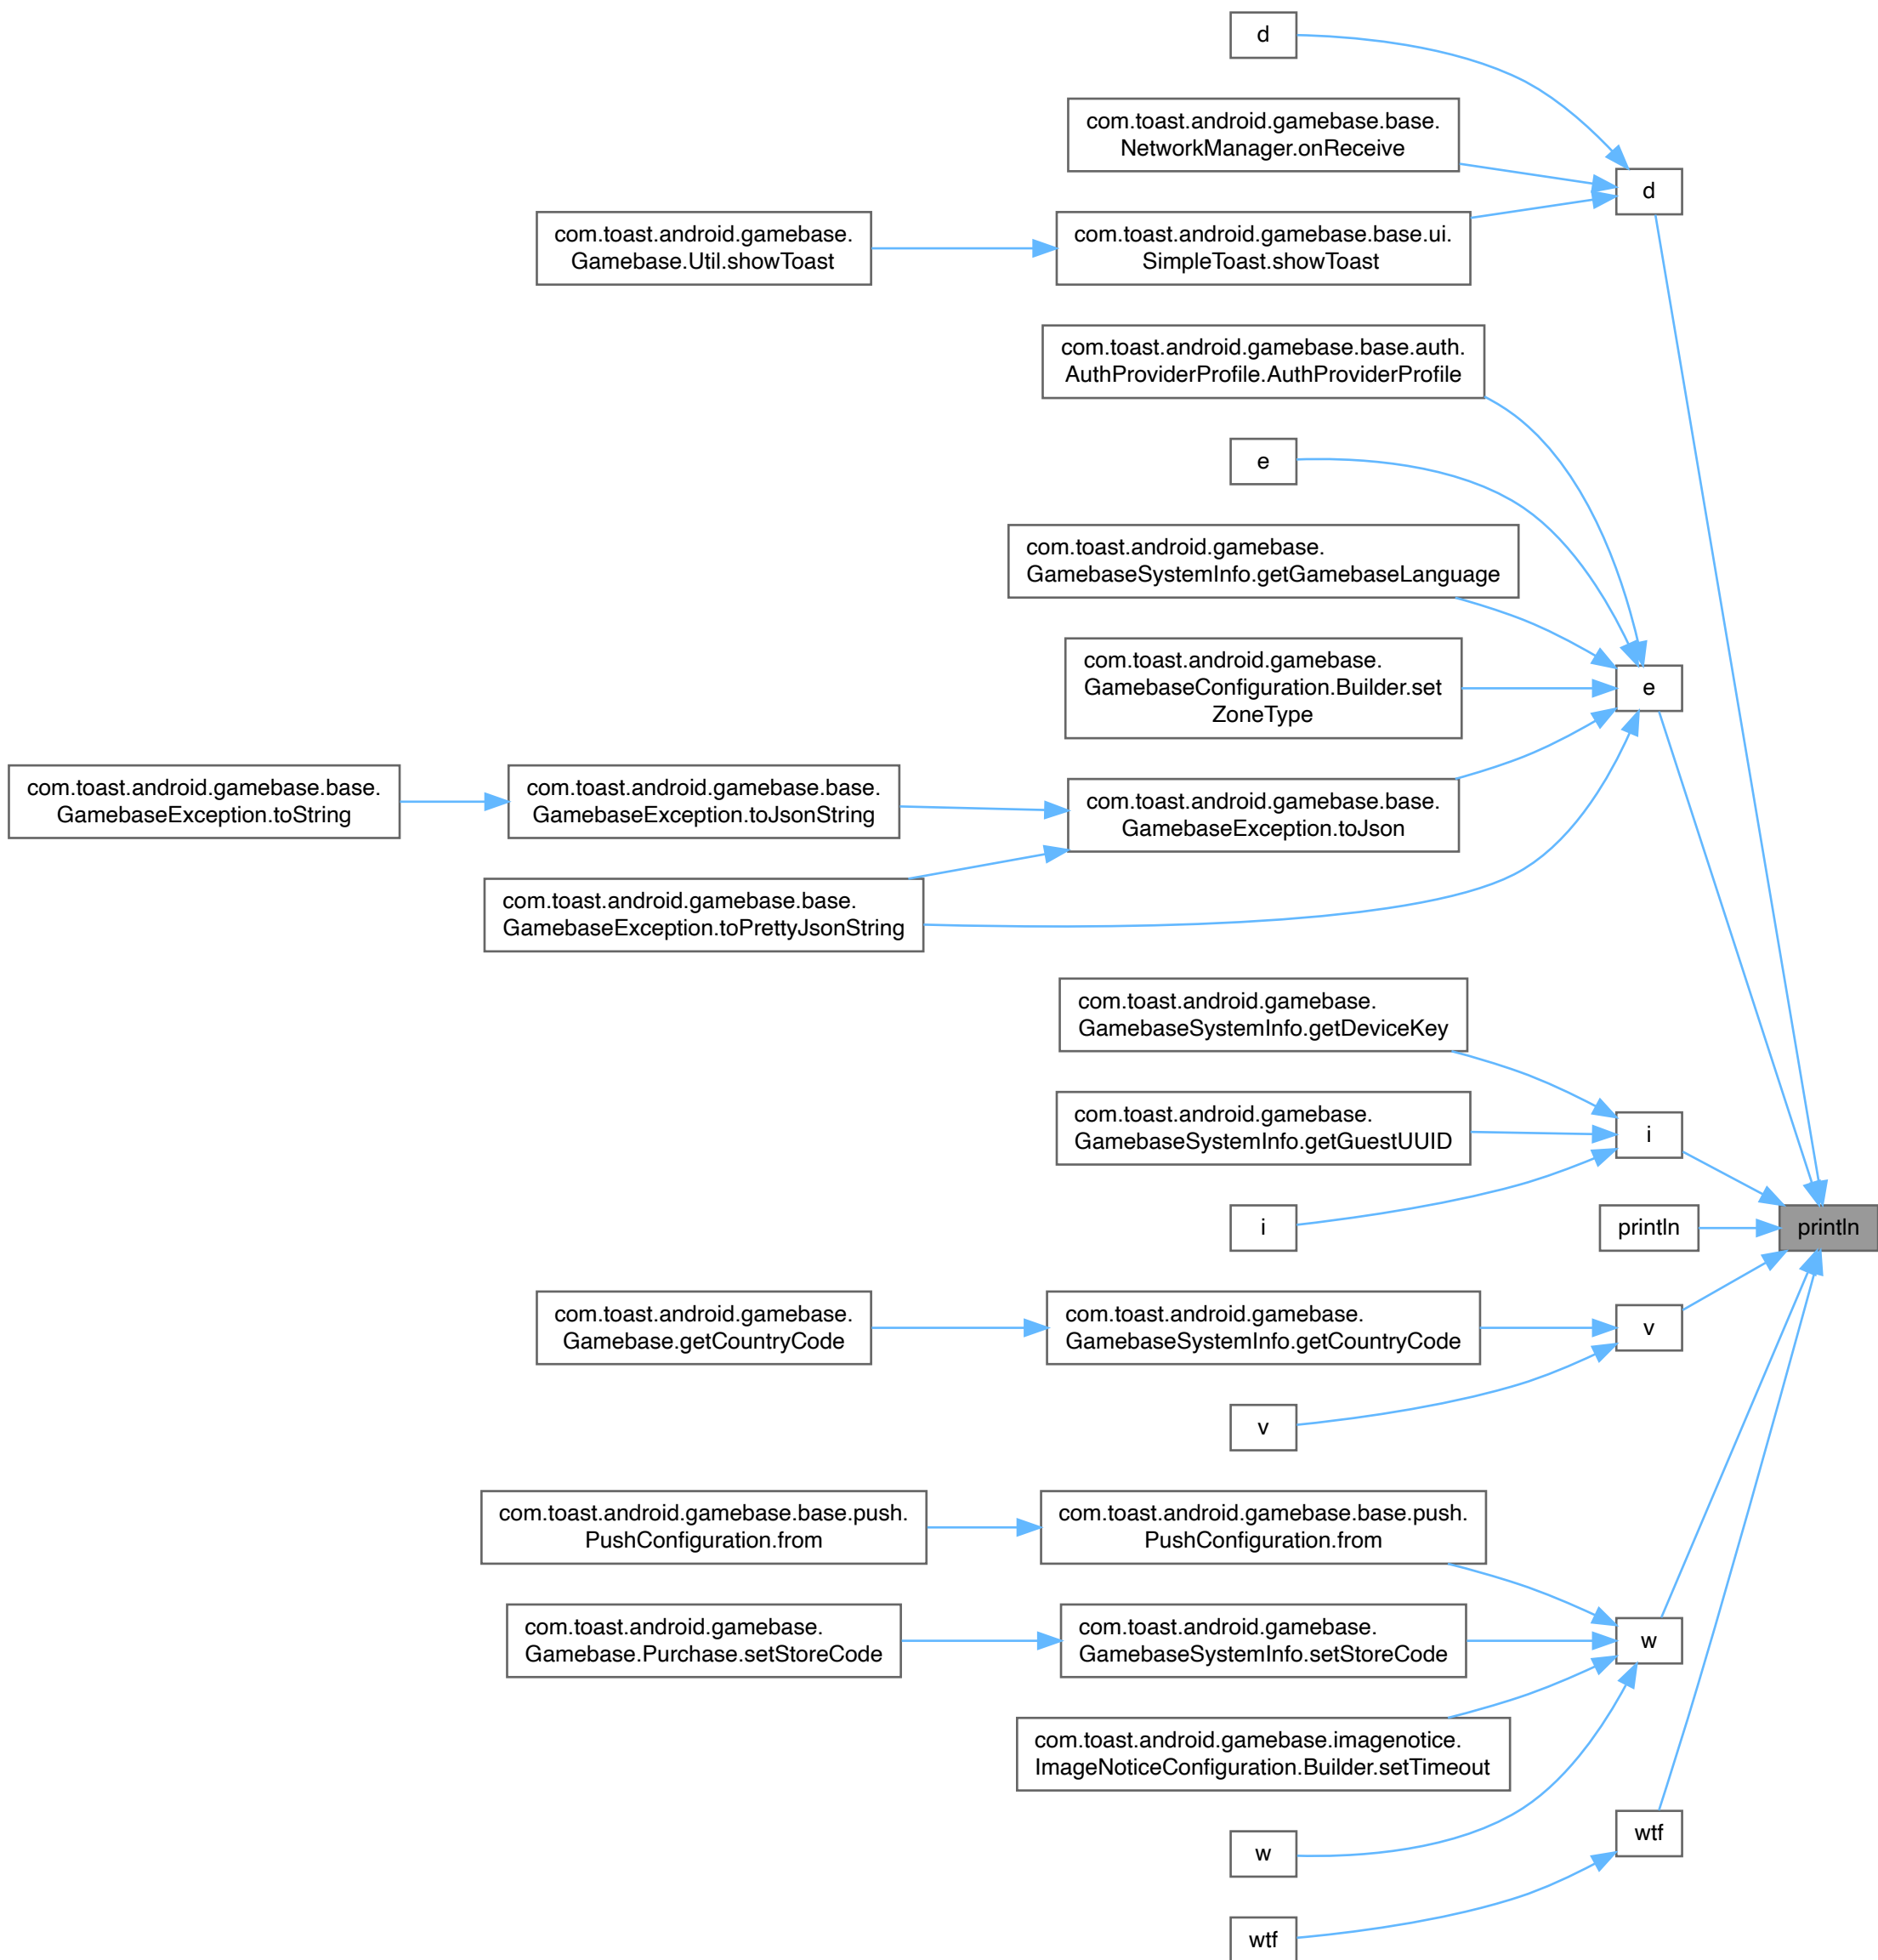 d
com.toast.android.gamebase.base.
NetworkManager.onReceive
d
com.toast.android.gamebase.
Gamebase.Util.showToast
com.toast.android.gamebase.base.ui.
SimpleToast.showToast
com.toast.android.gamebase.base.auth.
AuthProviderProfile.AuthProviderProfile
e
com.toast.android.gamebase.
GamebaseSystemInfo.getGamebaseLanguage
com.toast.android.gamebase.
GamebaseConfiguration.Builder.set
ZoneType
e
com.toast.android.gamebase.base.
GamebaseException.toString
com.toast.android.gamebase.base.
GamebaseException.toJsonString
com.toast.android.gamebase.base.
GamebaseException.toJson
com.toast.android.gamebase.base.
GamebaseException.toPrettyJsonString
com.toast.android.gamebase.
GamebaseSystemInfo.getDeviceKey
com.toast.android.gamebase.
GamebaseSystemInfo.getGuestUUID
i
i
println
println
com.toast.android.gamebase.
Gamebase.getCountryCode
com.toast.android.gamebase.
GamebaseSystemInfo.getCountryCode
v
v
com.toast.android.gamebase.base.push.
PushConfiguration.from
com.toast.android.gamebase.base.push.
PushConfiguration.from
com.toast.android.gamebase.
Gamebase.Purchase.setStoreCode
com.toast.android.gamebase.
GamebaseSystemInfo.setStoreCode
w
com.toast.android.gamebase.imagenotice.
ImageNoticeConfiguration.Builder.setTimeout
w
wtf
wtf